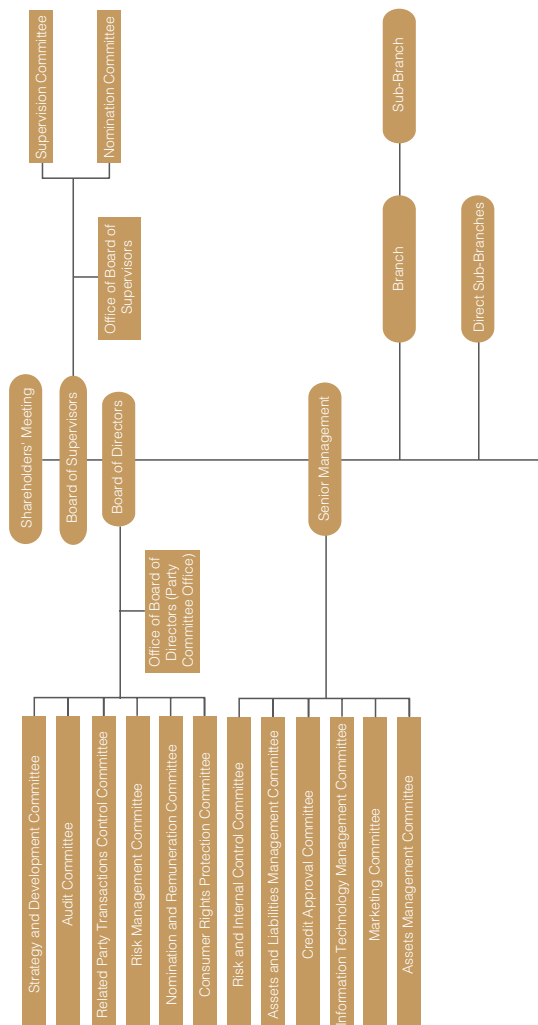 Shareholders' Meeting
Board of Supervisors
Supervision Committee
Nomination Committee
Office of Board of
Supervisors
Board of Directors
Office of Board of
Directors (Party
Committee Office)
Strategy and Development Committee
Audit Committee
Related Party Transactions Control Committee
Risk Management Committee
Nomination and Remuneration Committee
Consumer Rights Protection Committee
Senior Management
Risk and Internal Control Committee
Assets and Liabilities Management Committee
Credit Approval Committee
Information Technology Management Committee
Marketing Committee
Assets Management Committee
Branch
Sub-Branch
Direct Sub-Branches